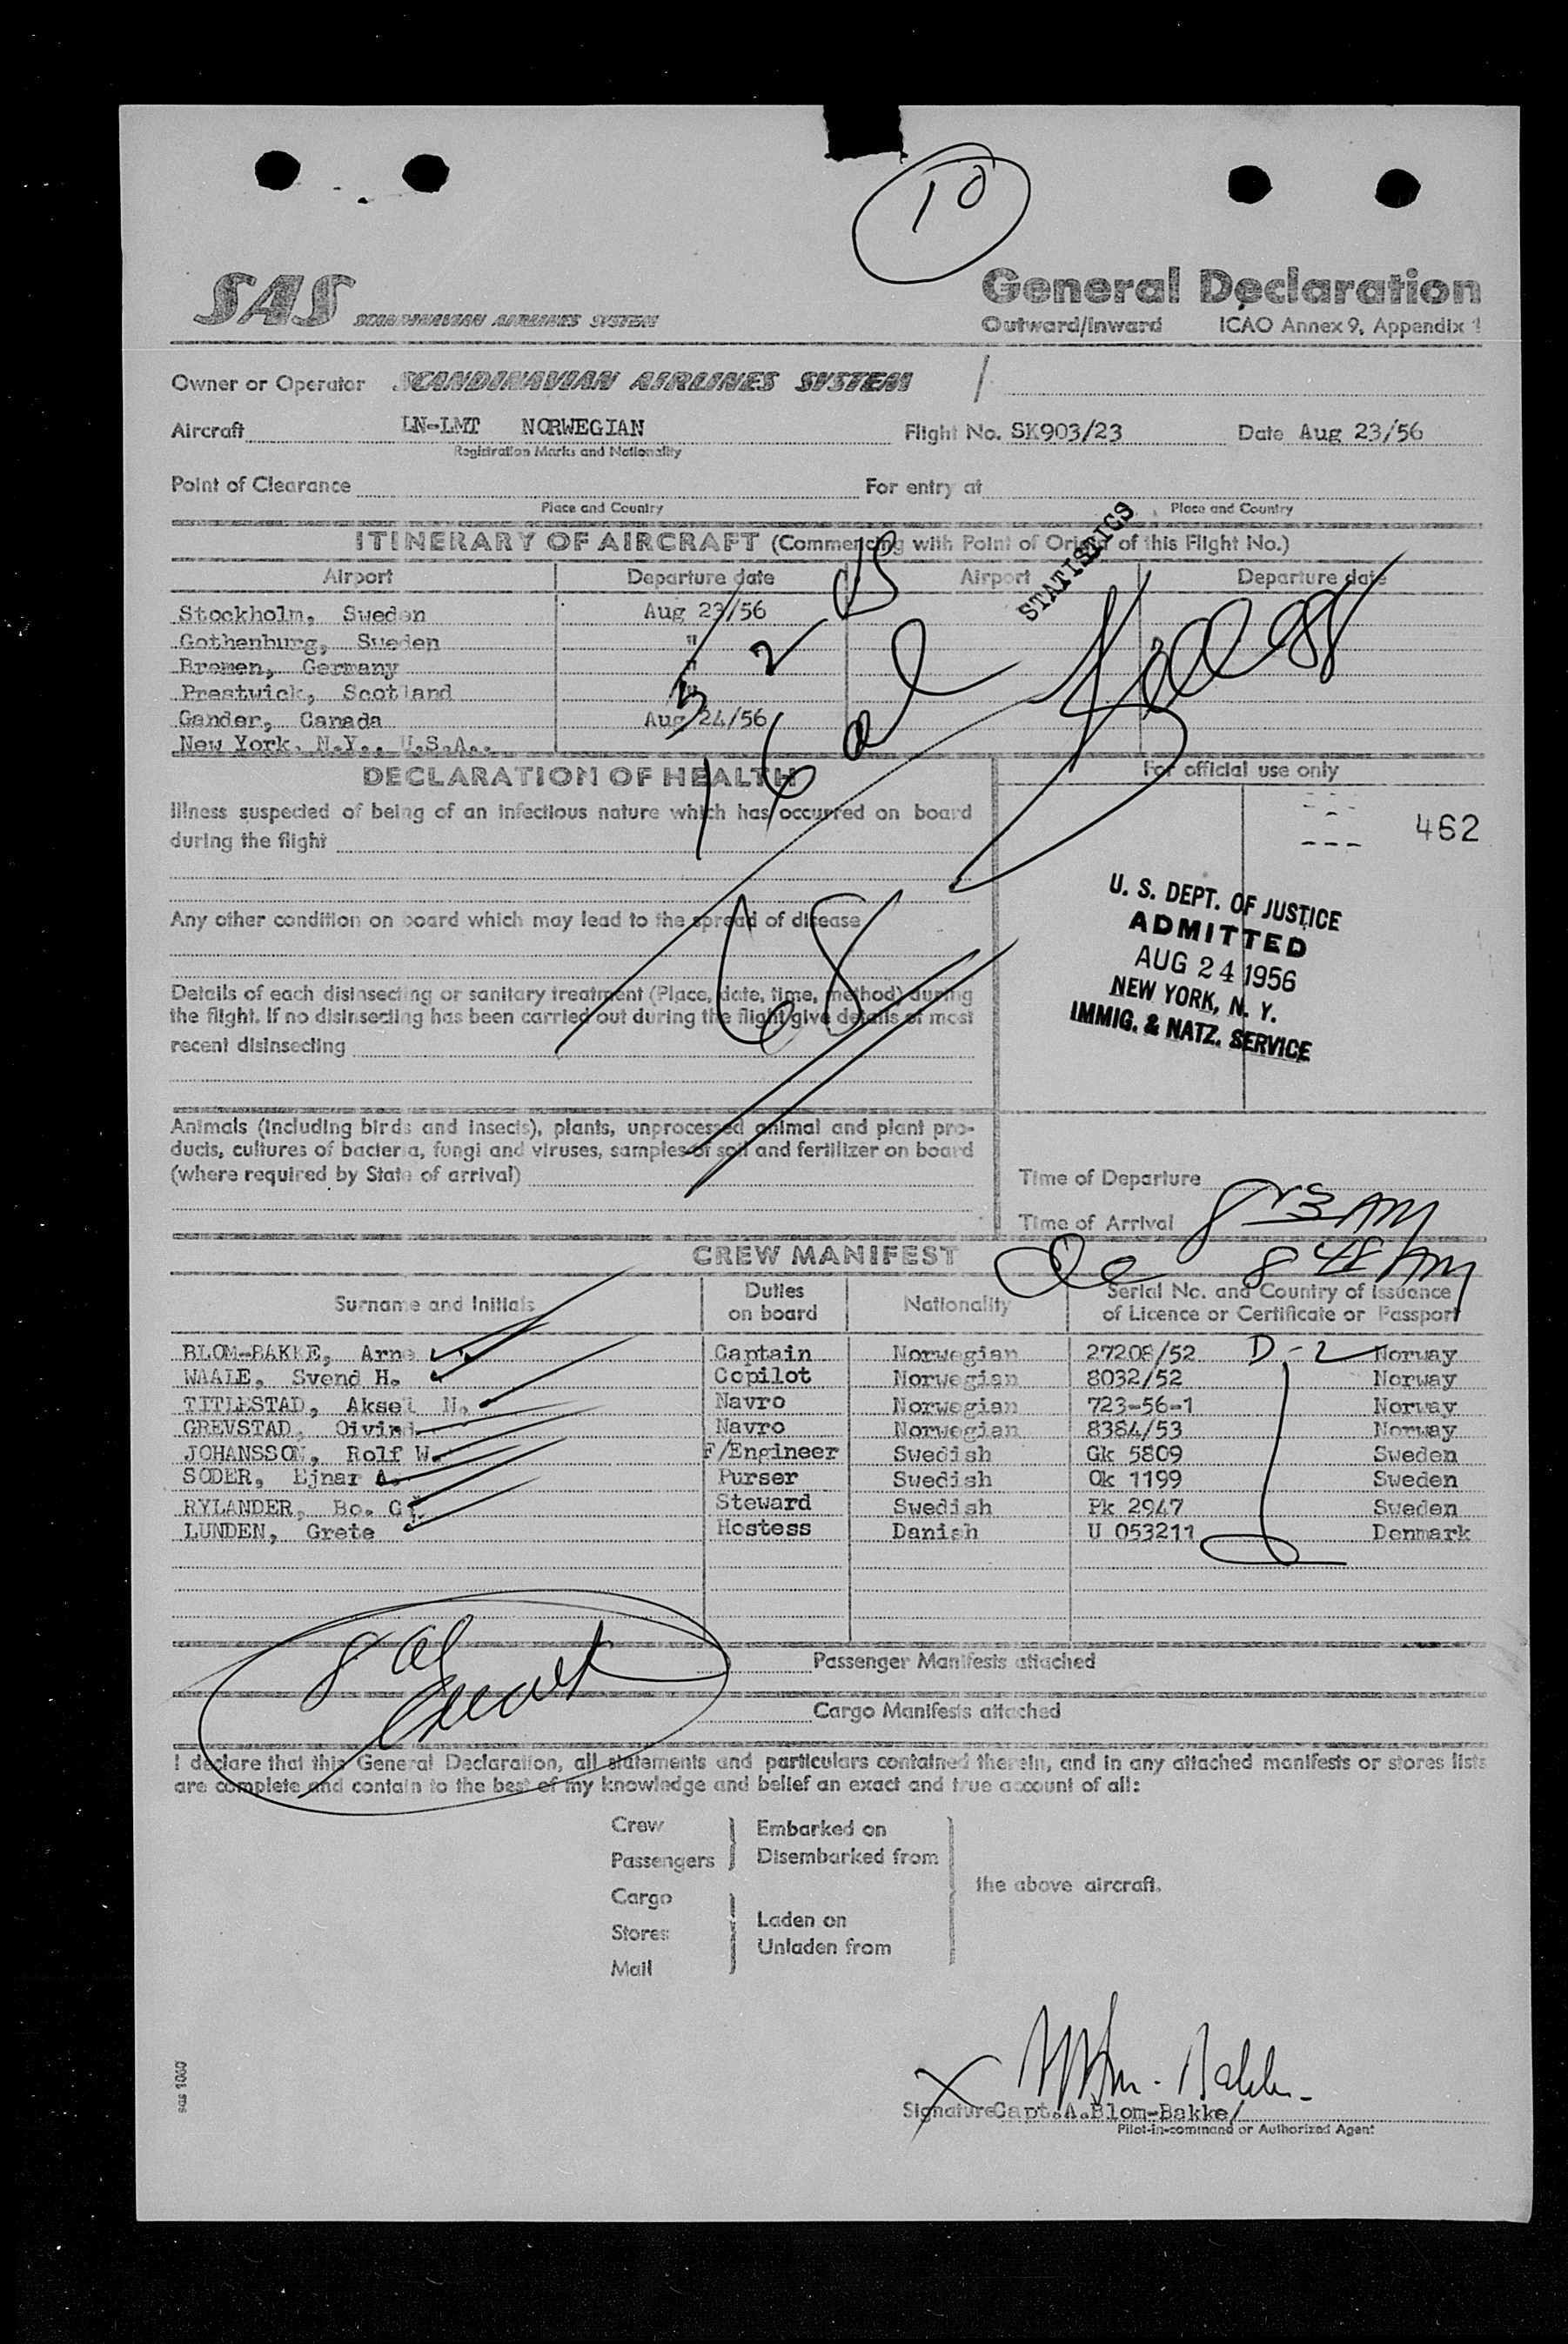 10
SAS SCANDINAVIAN AIRLINES SYSTEM
General Declaration
Outward/Inward ICAO Annex 9, Appendix 1
Owner or Operator SCANDINAVIAN AIRLINES SYSTEM
Aircraft LN-LMT NORWEGIAN Flight No. SK903/23 Date Aug 23/56
Registration Marks and Nationality
Point of Clearance For entry at
Place and Country Place and Country
STATISTICS
ITINERARY OF AIRCRAFT (Commencing with Point of Origin of this Flight No.)
Airport Departure date Airport Departure date
Stockholm, Sweden Aug 23/56
Gothenburg, Sweden "
Bremen, Germany "
Prestwick, Scotland "
Gander, Canada Aug 24/56
New York, N.Y., U.S.A.
DECLARATION OF HEALTH
For official use only
Illness suspected of being of an infectious nature which has occurred on board
during the flight
462
Any other condition on board which may lead to the spread of disease
68
U. S. DEPT. OF JUSTICE
ADMITTED
AUG 24 1956
NEW YORK, N. Y.
IMMIG. & NATZ. SERVICE
Details of each disinsecting or sanitary treatment (Place, date, time, method) during
the flight. If no disinsecting has been carried out during the flight give details of most
recent disinsecting
Animals (including birds and insects), plants, unprocessed animal and plant pro-
ducts, cultures of bacteria, fungi and viruses, samples of soil and fertilizer on board
(where required by State of arrival)
Time of Departure
Time of Arrival
CREW MANIFEST
Surname and Initials Duties on board Nationality Serial No. and Country of Issuance of Licence or Certificate or Passport
BLOM-BAKKE, Arne Captain Norwegian 27208/52 D-2 Norway
WAALE, Svend H. Copilot Norwegian 8032/52 Norway
TITLESTAD, Aksel N. Navro Norwegian 723-56-1 Norway
GREVSTAD, Oivind Navro Norwegian 8384/53 Norway
JOHANSSON, Rolf W. F/Engineer Swedish Gk 5809 Sweden
SODER, Ejnar A. Purser Swedish Ok 1199 Sweden
RYLANDER, Bo. G. Steward Swedish Pk 2947 Sweden
LUNDEN, Grete Hostess Danish U 053211 Denmark
Passenger Manifests attached
Cargo Manifests attached
I declare that this General Declaration, all statements and particulars contained therein, and in any attached manifests or stores lists
are complete and contain to the best of my knowledge and belief an exact and true account of all:
Crew
Passengers
Embarked on
Disembarked from
Cargo
Stores
Mail
Laden on
Unladen from
the above aircraft.
sas 1060
Signature Capt.A.Blom-Bakke/
Pilot-in-command or Authorized Agent